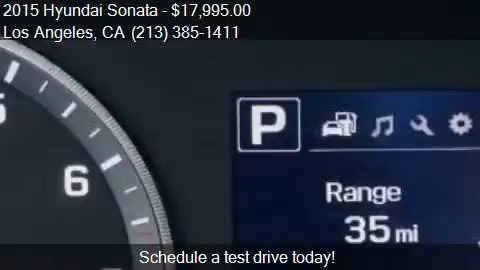 2015 Hyundai Sonata - $17,995.00
Los Angeles, CA (213) 385-1411
5
P
6
Range
35 mi
Schedule a test drive today!